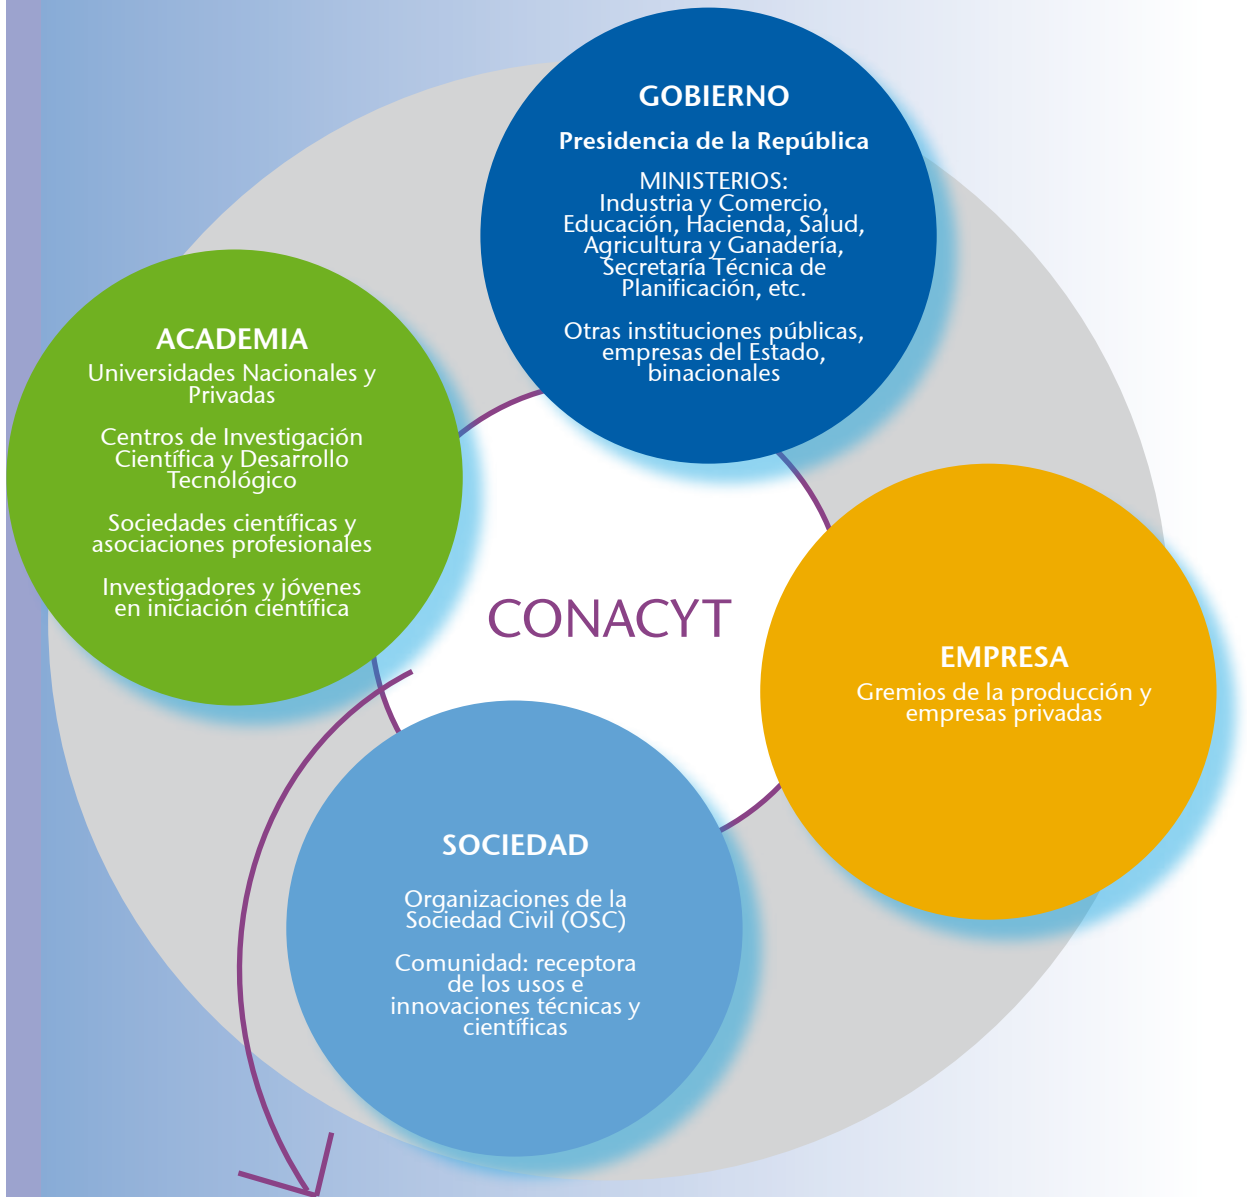 GOBIERNO
Presidencia de la República
MINISTERIOS:
Industria y Comercio,
Educación, Hacienda, Salud,
Agricultura y Ganadería,
Secretaría Técnica de
Planificación, etc.
Otras instituciones públicas,
empresas del Estado,
binacionales
ACADEMIA
Universidades Nacionales y
Privadas
Centros de Investigación
Científica y Desarrollo
Tecnológico
Sociedades científicas y
asociaciones profesionales
Investigadores y jóvenes
en iniciación científica
CONACYT
EMPRESA
Gremios de la producción y
empresas privadas
SOCIEDAD
Organizaciones de la
Sociedad Civil (OSC)
Comunidad: receptora
de los usos e
innovaciones técnicas y
científicas